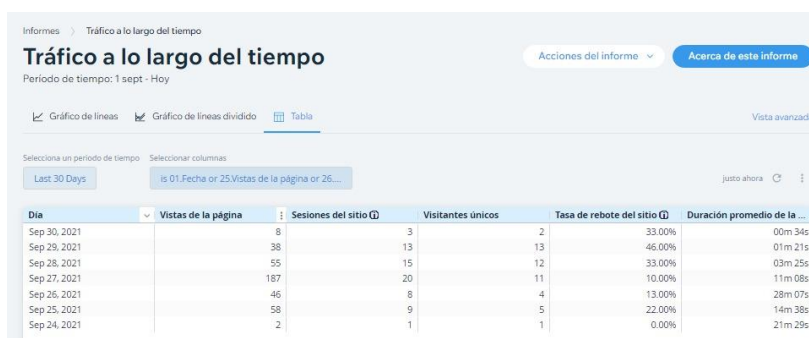 Informes > Tráfico a lo largo del tiempo
Tráfico a lo largo del tiempo
Acciones del informe
Acerca de este informe
Período de tiempo: 1 sept - Hoy
Gráfico de líneas Gráfico de líneas dividido Tabla
Vista avanzad
Selecciona un período de tiempo Seleccionar columnas
Last 30 Days is 01.Fecha or 25.Vistas de la página or 26....
justo ahora
Día Vistas de la página Sesiones del sitio Visitantes únicos Tasa de rebote del sitio Duración promedio de la ...
Sep 30, 2021 8 3 2 33.00% 00m 34s
Sep 29, 2021 38 13 13 46.00% 01m 21s
Sep 28, 2021 55 15 12 33.00% 03m 25s
Sep 27, 2021 187 20 11 10.00% 11m 08s
Sep 26, 2021 46 8 4 13.00% 28m 07s
Sep 25, 2021 58 9 5 22.00% 14m 38s
Sep 24, 2021 2 1 1 0.00% 21m 29s